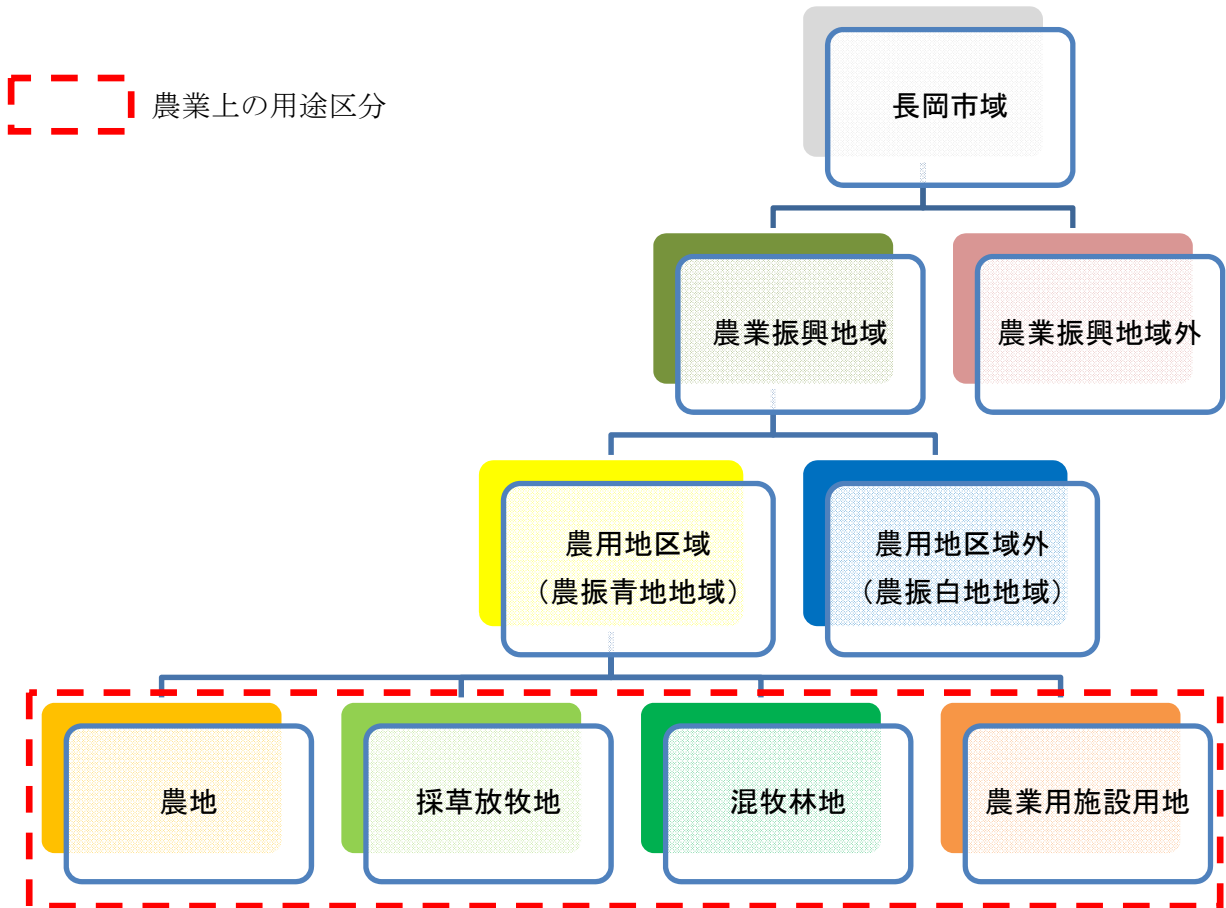 農業上の用途区分
長岡市域
農業振興地域
農業振興地域外
農用地区域
（農振青地地域）
農用地区域外
（農振白地地域）
農地
採草放牧地
混牧林地
農業用施設用地